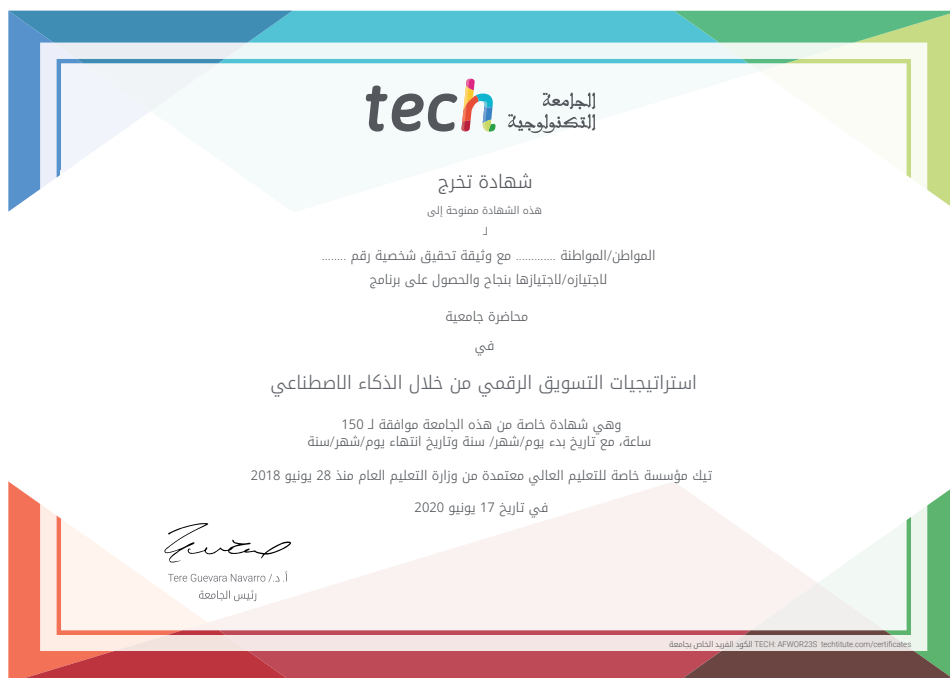 tech الجامعة
التكنولوجية
شهادة تخرج
هذه الشهادة ممنوحة إلى
لـ
المواطن/المواطنة ............. مع وثيقة تحقيق شخصية رقم ........
لاجتيازه/لاجتيازها بنجاح والحصول على برنامج
محاضرة جامعية
في
استراتيجيات التسويق الرقمي من خلال الذكاء الاصطناعي
وهي شهادة خاصة من هذه الجامعة موافقة لـ 150
ساعة، مع تاريخ بدء يوم/شهر/ سنة وتاريخ انتهاء يوم/شهر/سنة
تيك مؤسسة خاصة للتعليم العالي معتمدة من وزارة التعليم العام منذ 28 يونيو 2018
في تاريخ 17 يونيو 2020
أ. د./ Tere Guevara Navarro
رئيس الجامعة
الكود الفريد الخاص بجامعة TECH: AFWOR23S techtitute.com/certificates